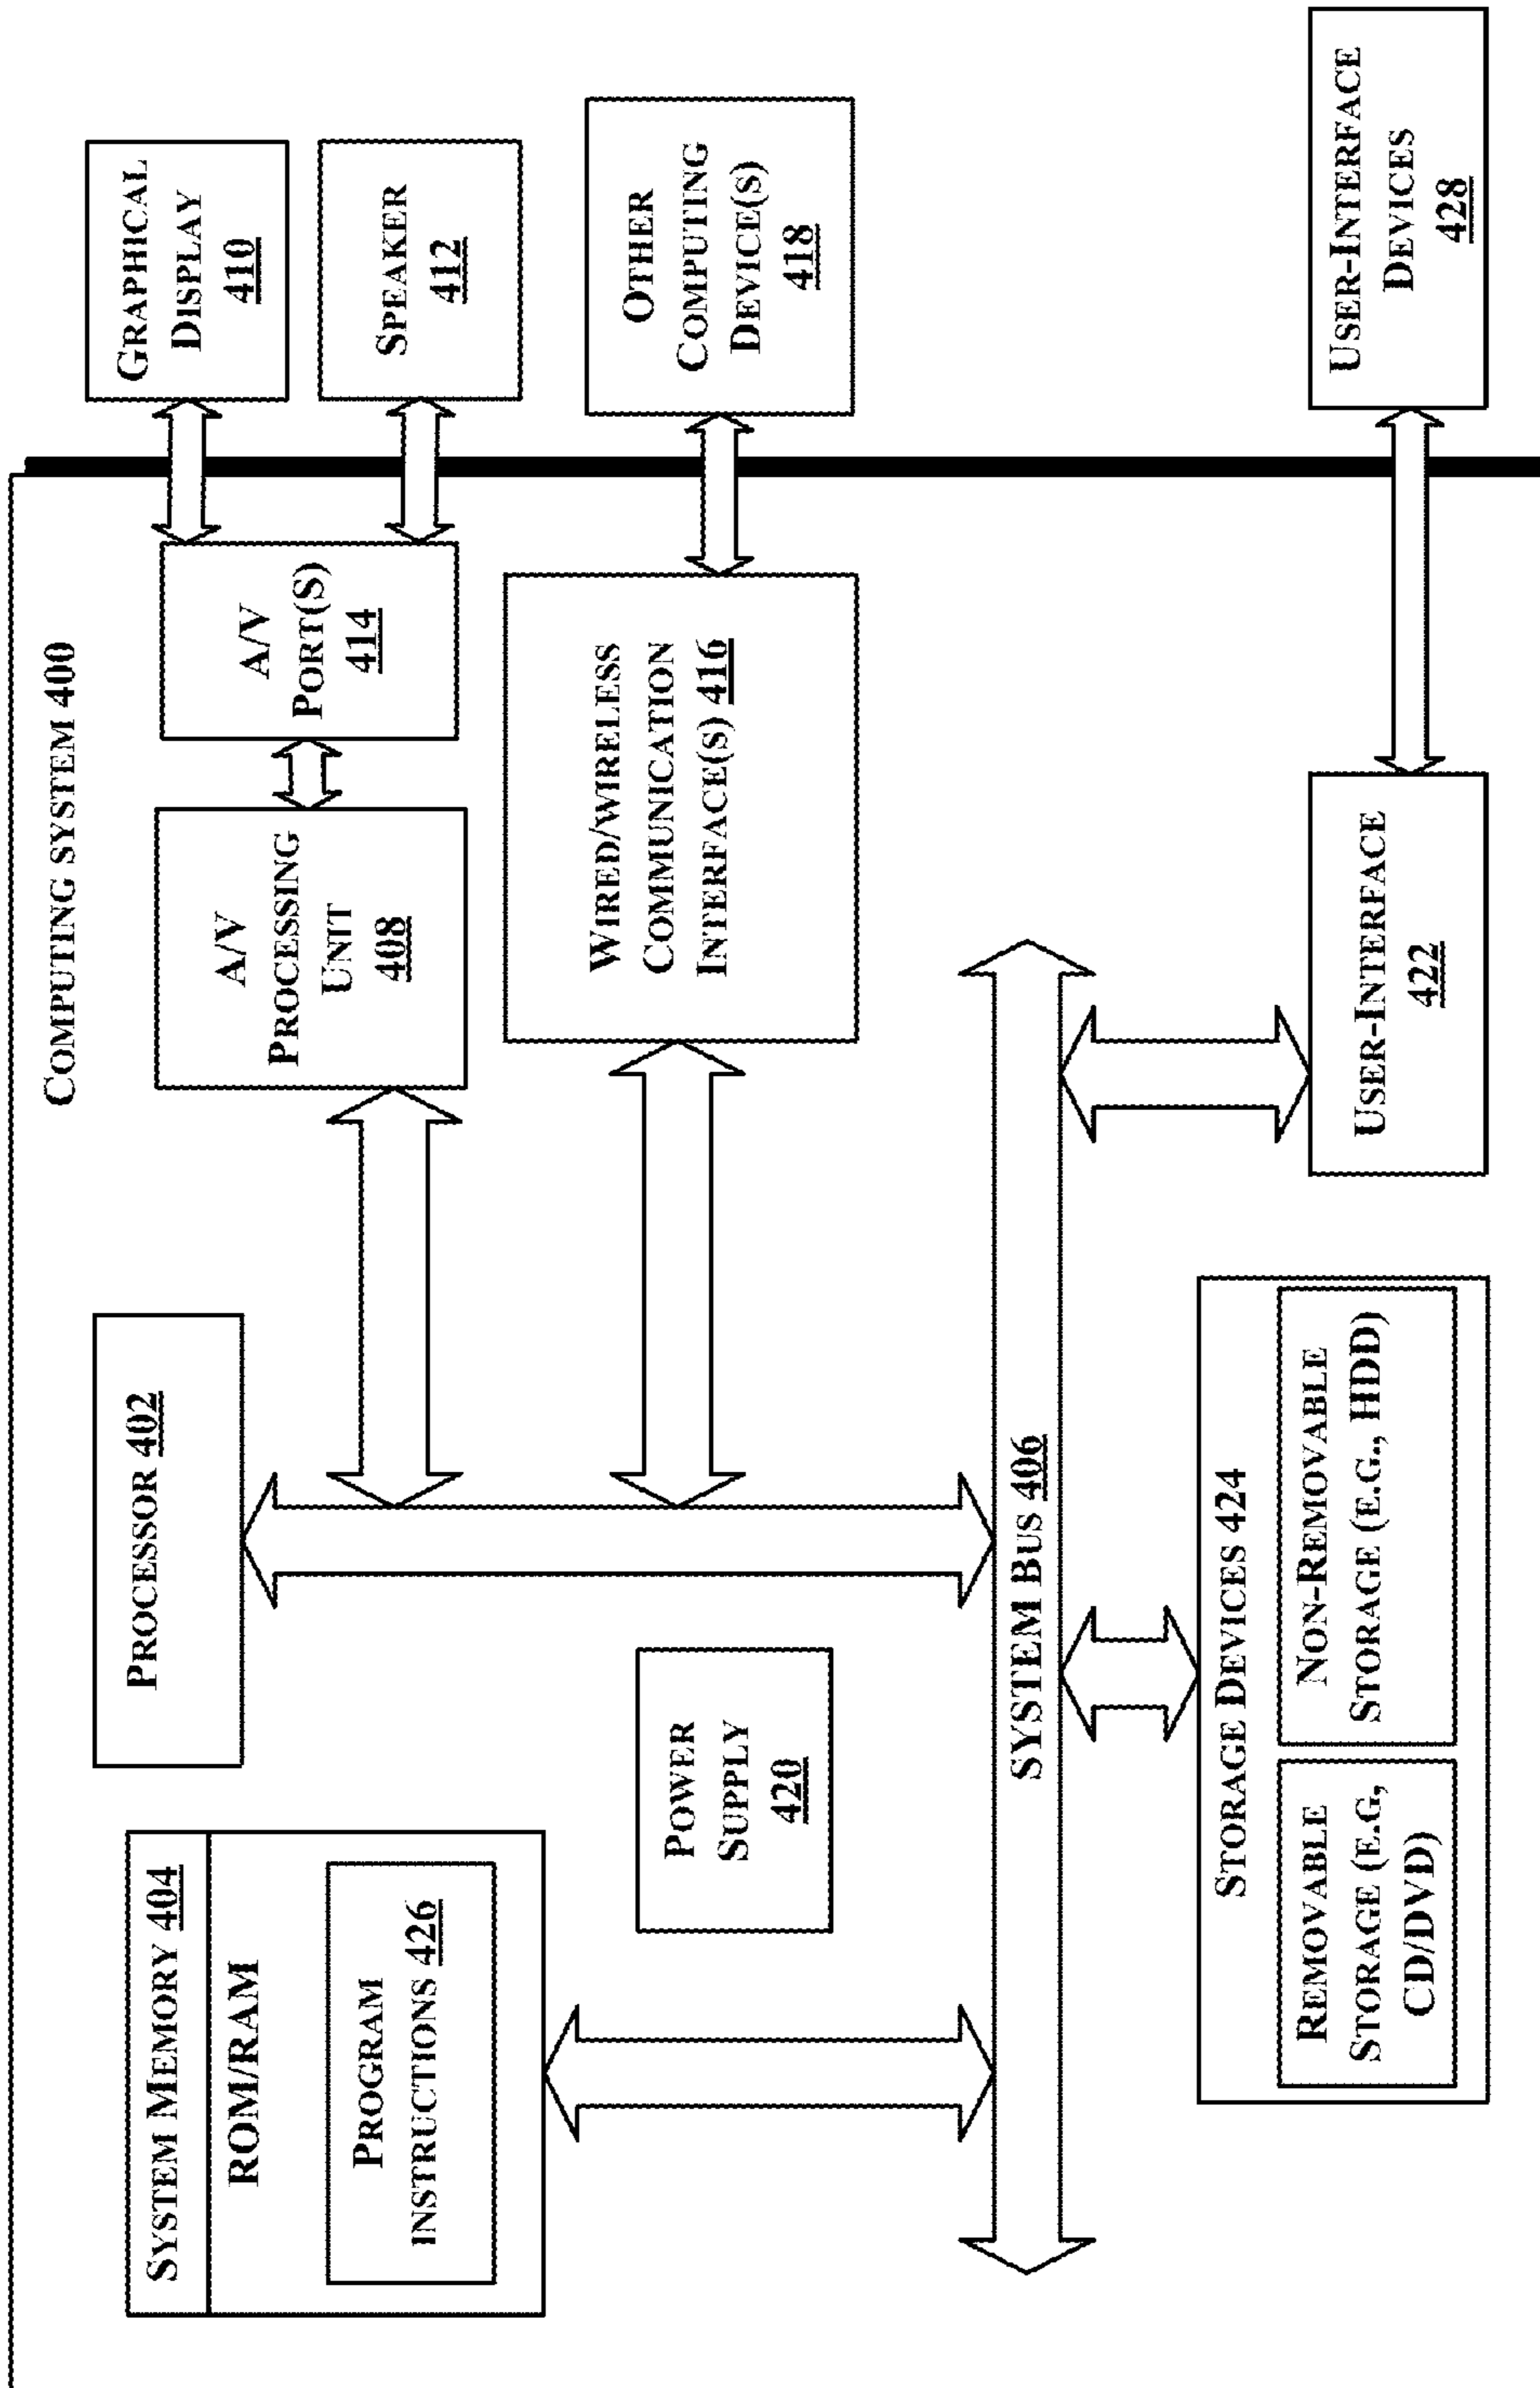 COMPUTING SYSTEM 400
SYSTEM MEMORY 404
ROM/RAM
PROGRAM
INSTRUCTIONS 426
PROCESSOR 402
A/V
PROCESSING
UNIT
408
A/V
PORT(S)
414
GRAPHICAL
DISPLAY
410
SPEAKER
412
POWER
SUPPLY
420
WIRED/WIRELESS
COMMUNICATION
INTERFACE(S) 416
OTHER
COMPUTING
DEVICE(S)
418
SYSTEM BUS 406
STORAGE DEVICES 424
REMOVABLE
STORAGE (E.G,
CD/DVD)
NON-REMOVABLE
STORAGE (E.G., HDD)
USER-INTERFACE
422
USER-INTERFACE
DEVICES
428